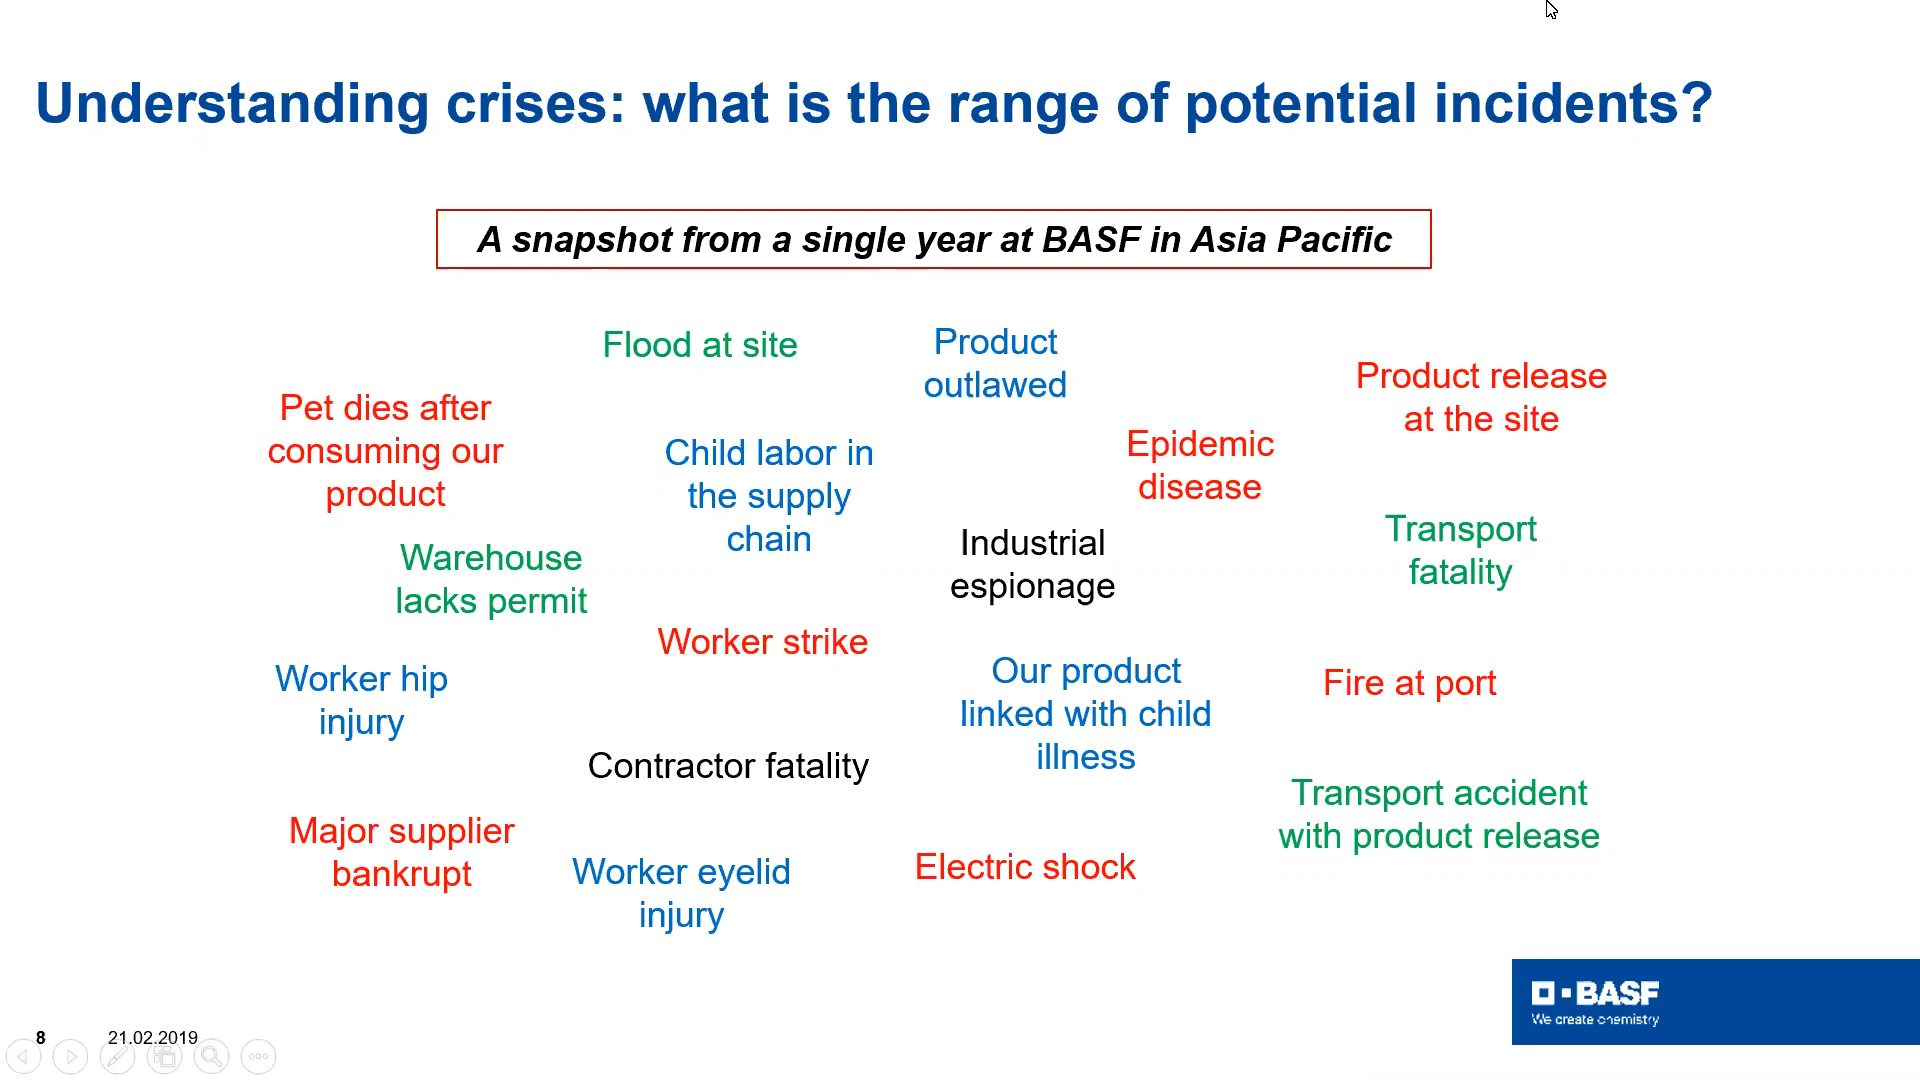 Understanding crises: what is the range of potential incidents?
A snapshot from a single year at BASF in Asia Pacific
Flood at site
Product
outlawed
Product release
at the site
Pet dies after
consuming our
product
Child labor in
the supply
chain
Epidemic
disease
Industrial
espionage
Transport
fatality
Warehouse
lacks permit
Worker strike
Worker hip
injury
Our product
linked with child
illness
Fire at port
Contractor fatality
Transport accident
with product release
Major supplier
bankrupt
Worker eyelid
injury
Electric shock
BASF
We create chemistry
8
21.02.2019